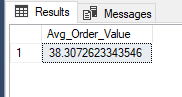 Results Messages
Avg_Order_Value
1 38.3072623343546